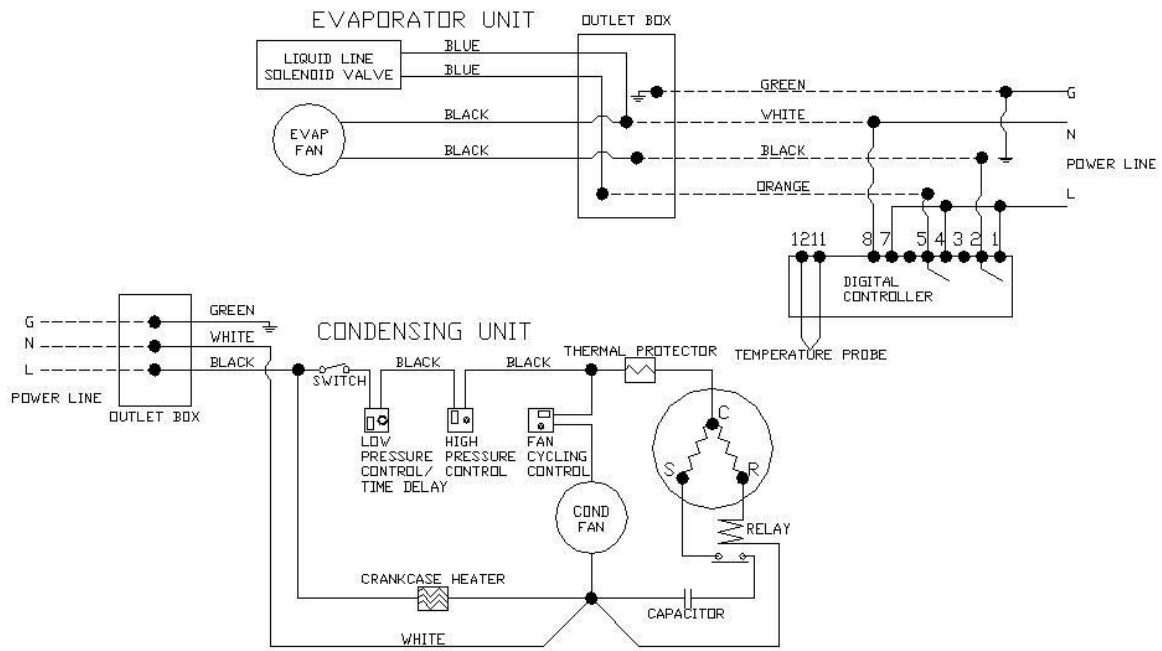 EVAPORATOR UNIT
OUTLET BOX
LIQUID LINE
SOLENOID VALVE
BLUE
BLUE
EVAP
FAN
BLACK
BLACK
GREEN
WHITE
BLACK
ORANGE
G
N
POWER LINE
L
12 11 8 7 5 4 3 2 1
DIGITAL
CONTROLLER
TEMPERATURE PROBE
CONDENSING UNIT
G
N
L
POWER LINE
OUTLET BOX
GREEN
WHITE
BLACK
SWITCH
BLACK
BLACK
THERMAL PROTECTOR
LOW
PRESSURE
CONTROL/
TIME DELAY
HIGH
PRESSURE
CONTROL
FAN
CYCLING
CONTROL
C
S
R
COND
FAN
RELAY
CRANKCASE HEATER
CAPACITOR
WHITE